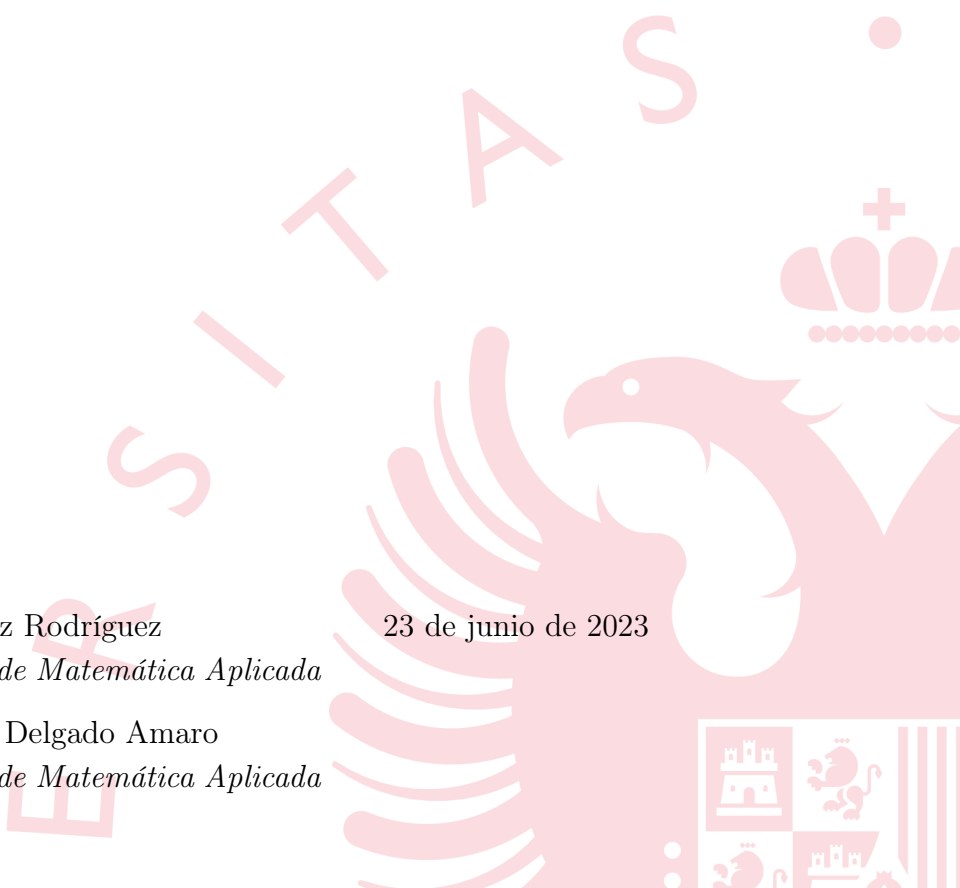 E R S I T A S •
z Rodríguez
23 de junio de 2023
de Matemática Aplicada
Delgado Amaro
de Matemática Aplicada